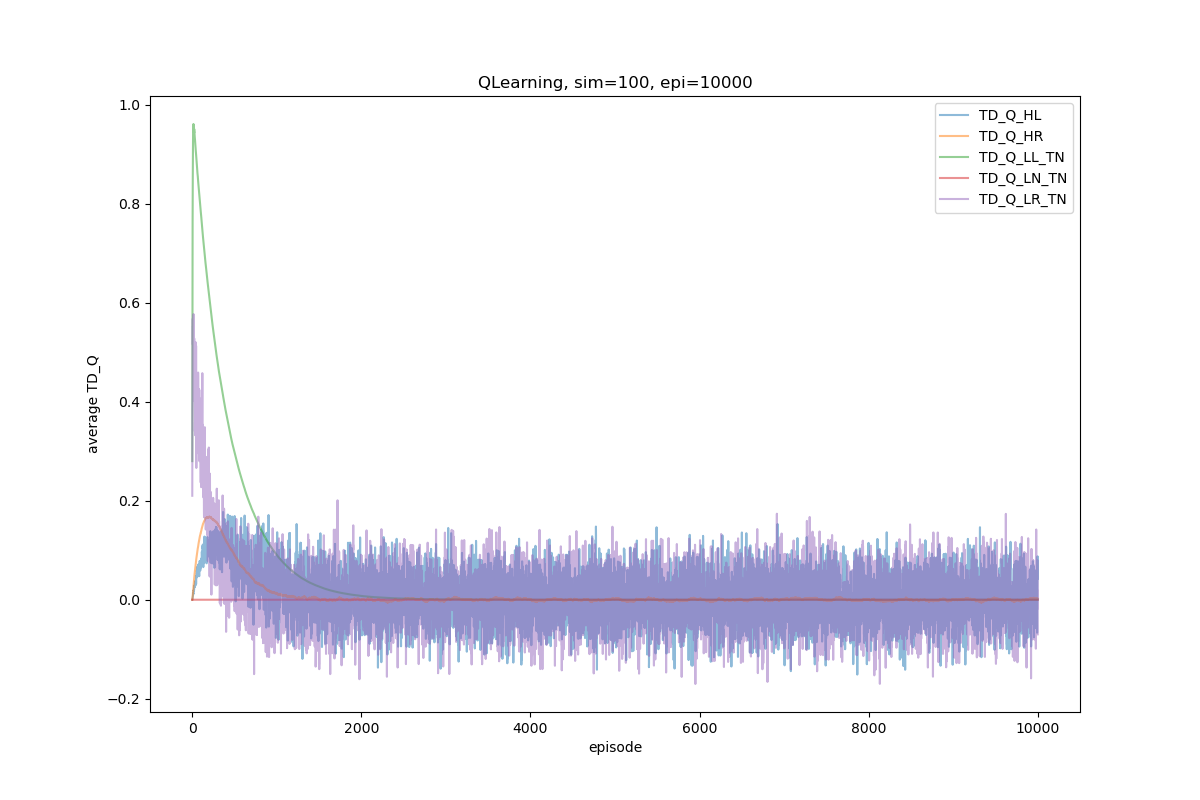 QLearning, sim=100, epi=10000
1.0
0.8
0.6
0.4
0.2
0.0
−0.2
average TD_Q
TD_Q_HL
TD_Q_HR
TD_Q_LL_TN
TD_Q_LN_TN
TD_Q_LR_TN
0 2000 4000 6000 8000 10000
episode